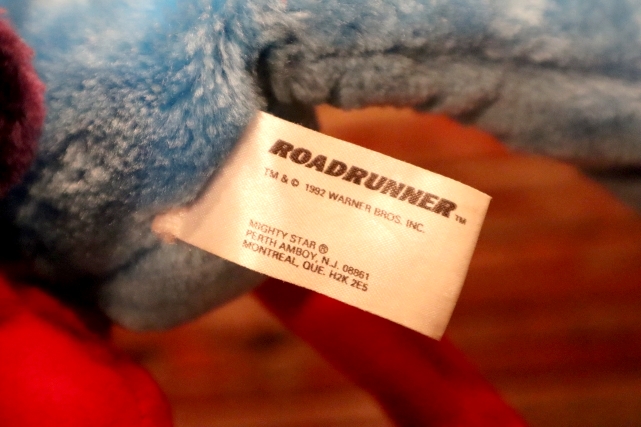 ROADRUNNER™
TM & © 1992 WARNER BROS. INC.
MIGHTY STAR ®
PERTH AMBOY, N.J. 08861
MONTREAL, QUE. H2K 2E5